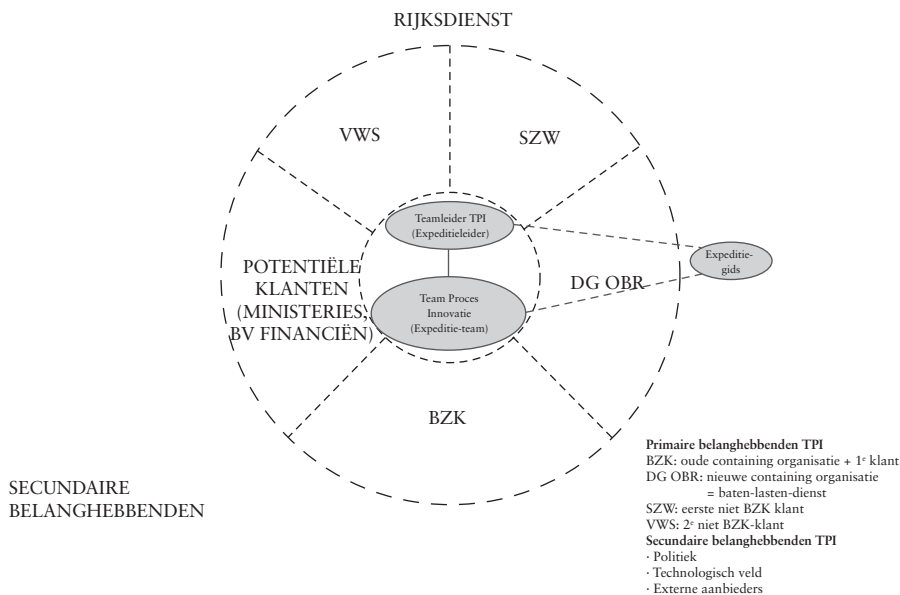 RIJKSDIENST
VWS
SZW
Teamleider TPI
(Expeditieleider)
Expeditie-
gids
POTENTIËLE
KLANTEN
(MINISTERIES,
BV FINANCIËN)
DG OBR
Team Proces
Innovatie
(Expeditie-team)
BZK
SECUNDAIRE
BELANGHEBBENDEN
Primaire belanghebbenden TPI
BZK: oude containing organisatie + 1e klant
DG OBR: nieuwe containing organisatie
= baten-lasten-dienst
SZW: eerste niet BZK klant
VWS: 2e niet BZK-klant
Secundaire belanghebbenden TPI
· Politiek
· Technologisch veld
· Externe aanbieders